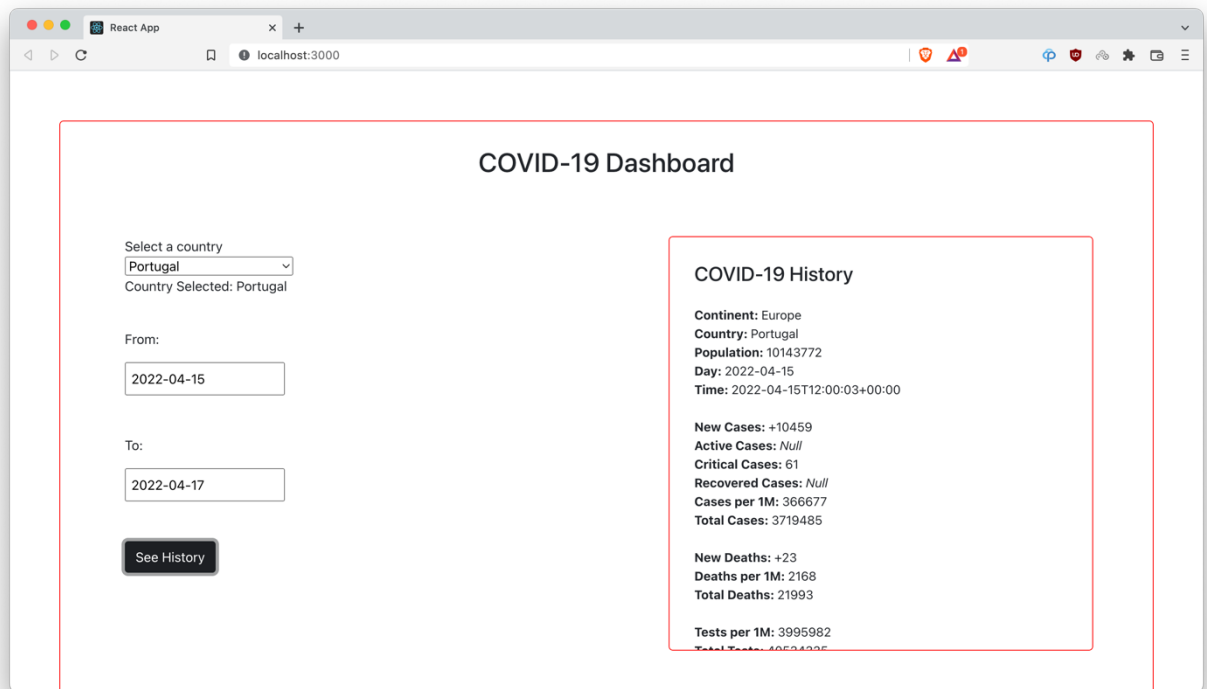 React App
localhost:3000
1
COVID-19 Dashboard
Select a country
Portugal
Country Selected: Portugal
From:
2022-04-15
To:
2022-04-17
See History
COVID-19 History
Continent: Europe
Country: Portugal
Population: 10143772
Day: 2022-04-15
Time: 2022-04-15T12:00:03+00:00
New Cases: +10459
Active Cases: Null
Critical Cases: 61
Recovered Cases: Null
Cases per 1M: 366677
Total Cases: 3719485
New Deaths: +23
Deaths per 1M: 2168
Total Deaths: 21993
Tests per 1M: 3995982
Total Tests: